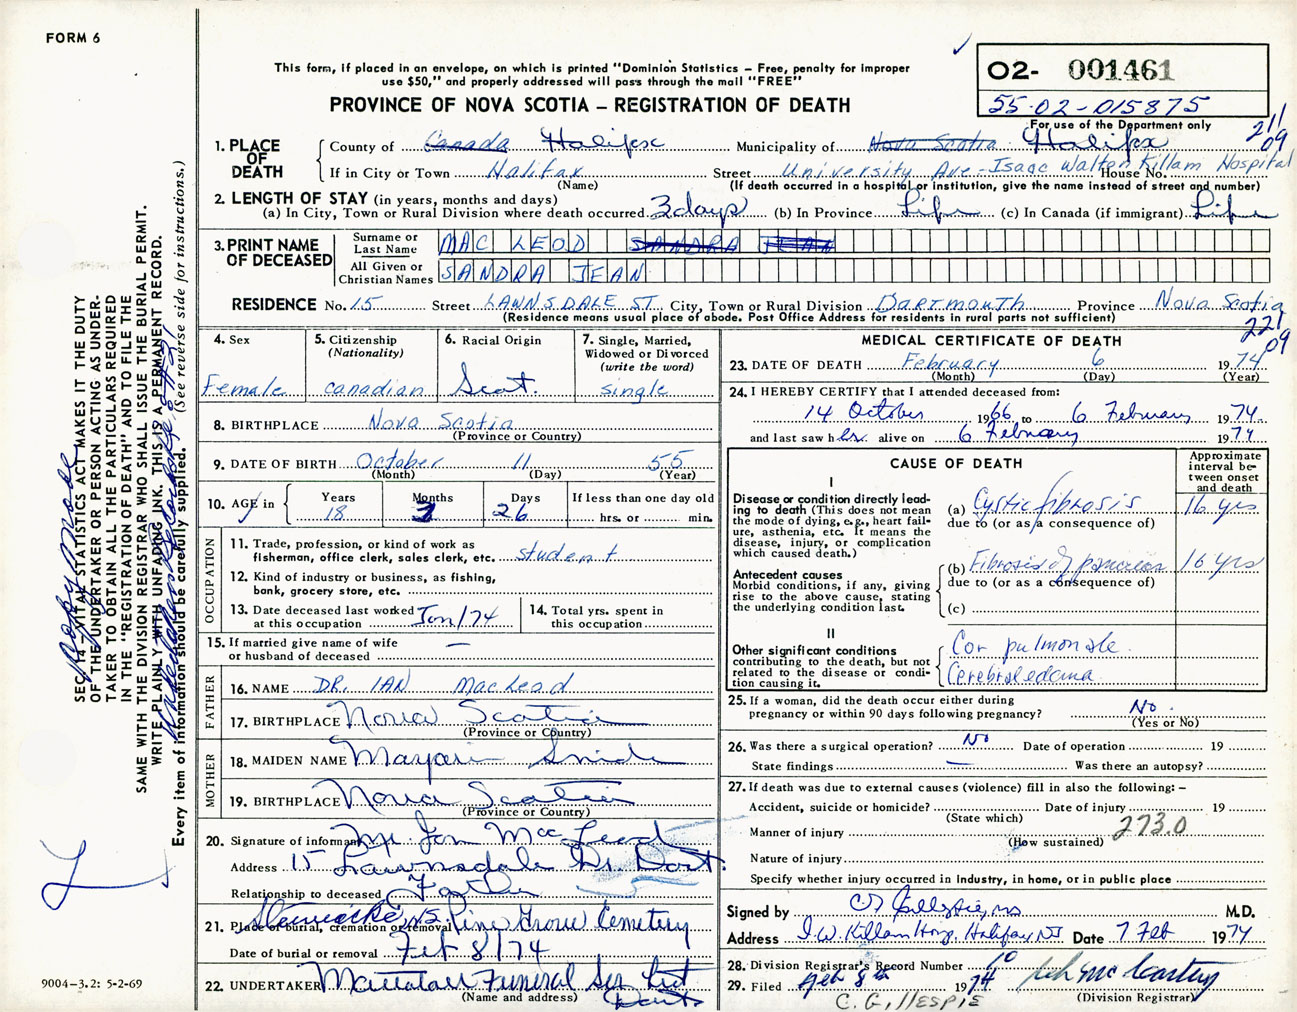 FORM 6
This form, if placed in an envelope, on which is printed "Dominion Statistics – Free, penalty for improper
use $50," and properly addressed will pass through the mail "FREE"
PROVINCE OF NOVA SCOTIA – REGISTRATION OF DEATH
02- 001461
55-02-015875
For use of the Department only
211
09
1. PLACE OF DEATH
County of Canada Halifax Municipality of Nova Scotia Halifax
If in City or Town Halifax Street University Ave-Isaac Walton Killam Hospital House No.
(Name) (If death occurred in a hospital or institution, give the name instead of street and number)
2. LENGTH OF STAY (in years, months and days)
(a) In City, Town or Rural Division where death occurred 3 days (b) In Province Life (c) In Canada (if immigrant) Life
3. PRINT NAME OF DECEASED
Surname or Last Name MAC LEOD SANDRA JEAN
All Given or Christian Names SANDRA JEAN
RESIDENCE No. 15 Street LAWNSDALE ST City, Town or Rural Division Dartmouth Province Nova Scotia
(Residence means usual place of abode. Post Office Address for residents in rural parts not sufficient)
221
09
4. Sex Female
5. Citizenship (Nationality) canadian
6. Racial Origin Scot.
7. Single, Married, Widowed or Divorced (write the word) single
8. BIRTHPLACE Nova Scotia
(Province or Country)
9. DATE OF BIRTH October 11 55
(Month) (Day) (Year)
10. AGE in Years 18 Months 3 Days 26 If less than one day old hrs. or min.
OCCUPATION
11. Trade, profession, or kind of work as
fisherman, office clerk, sales clerk, etc. student
12. Kind of industry or business, as fishing,
bank, grocery store, etc.
13. Date deceased last worked at this occupation Jan/74
14. Total yrs. spent in this occupation
15. If married give name of wife
or husband of deceased —
FATHER
16. NAME DR. IAN MacLeod
17. BIRTHPLACE Nova Scotia
(Province or Country)
MOTHER
18. MAIDEN NAME
19. BIRTHPLACE Nova Scotia
(Province or Country)
20. Signature of informant Mac Leod
Address 15 Lawnsdale Dr. Dart.
Relationship to deceased Father
21. Place of burial, cremation or removal N.S. Pine Grove Cemetery
Date of burial or removal Feb 8/74
22. UNDERTAKER Mattatall Funeral Ser Ltd
(Name and address) Dart
MEDICAL CERTIFICATE OF DEATH
23. DATE OF DEATH February 6 1974
(Month) (Day) (Year)
24. I HEREBY CERTIFY that I attended deceased from:
14 October 1966 to 6 February 1974
and last saw her alive on 6 February 1974
CAUSE OF DEATH
Approximate interval between onset and death
I
Disease or condition directly leading to death (This does not
mean the mode of dying, e.g., heart failure, asthenia, etc. It means the
disease, injury, or complication
which caused death.)
(a) Cystic fibrosis 16 yrs
due to (or as a consequence of)
Antecedent causes
Morbid conditions, if any, giving
rise to the above cause, stating
the underlying condition last.
(b) Fibrosis of pancreas 16 yrs
due to (or as a consequence of)
(c)
II
Other significant conditions
contributing to the death, but not
related to the disease or condition causing it.
Cor pulmonale
Cerebral edema
25. If a woman, did the death occur either during
pregnancy or within 90 days following pregnancy? No.
(Yes or No)
26. Was there a surgical operation? No Date of operation 19
State findings — Was there an autopsy?
27. If death was due to external causes (violence) fill in also the following: –
Accident, suicide or homicide? Date of injury 19
(State which)
273.0
Manner of injury
(How sustained)
Nature of injury
Specify whether injury occurred in industry, in home, or in public place
Signed by C Gillespie, MD M.D.
Address I.W. Killam Hosp. Halifax NS Date 7 Feb 1974
28. Division Registrar's Record Number
29. Filed Feb 8th 1974
(Division Registrar)
C. GILLESPIE
SEC. 14 – VITAL STATISTICS ACT MAKES IT THE DUTY
OF THE UNDERTAKER OR PERSON ACTING AS UNDER-
TAKER TO OBTAIN ALL THE PARTICULARS REQUIRED
IN THE "REGISTRATION OF DEATH" AND TO FILE THE
SAME WITH THE DIVISION REGISTRAR WHO SHALL ISSUE THE BURIAL PERMIT.
WRITE PLAINLY WITH UNFADING INK. THIS IS A PERMANENT RECORD.
Every item of information should be carefully supplied. (See reverse side for instructions.)
9004-3.2: 5-2-69